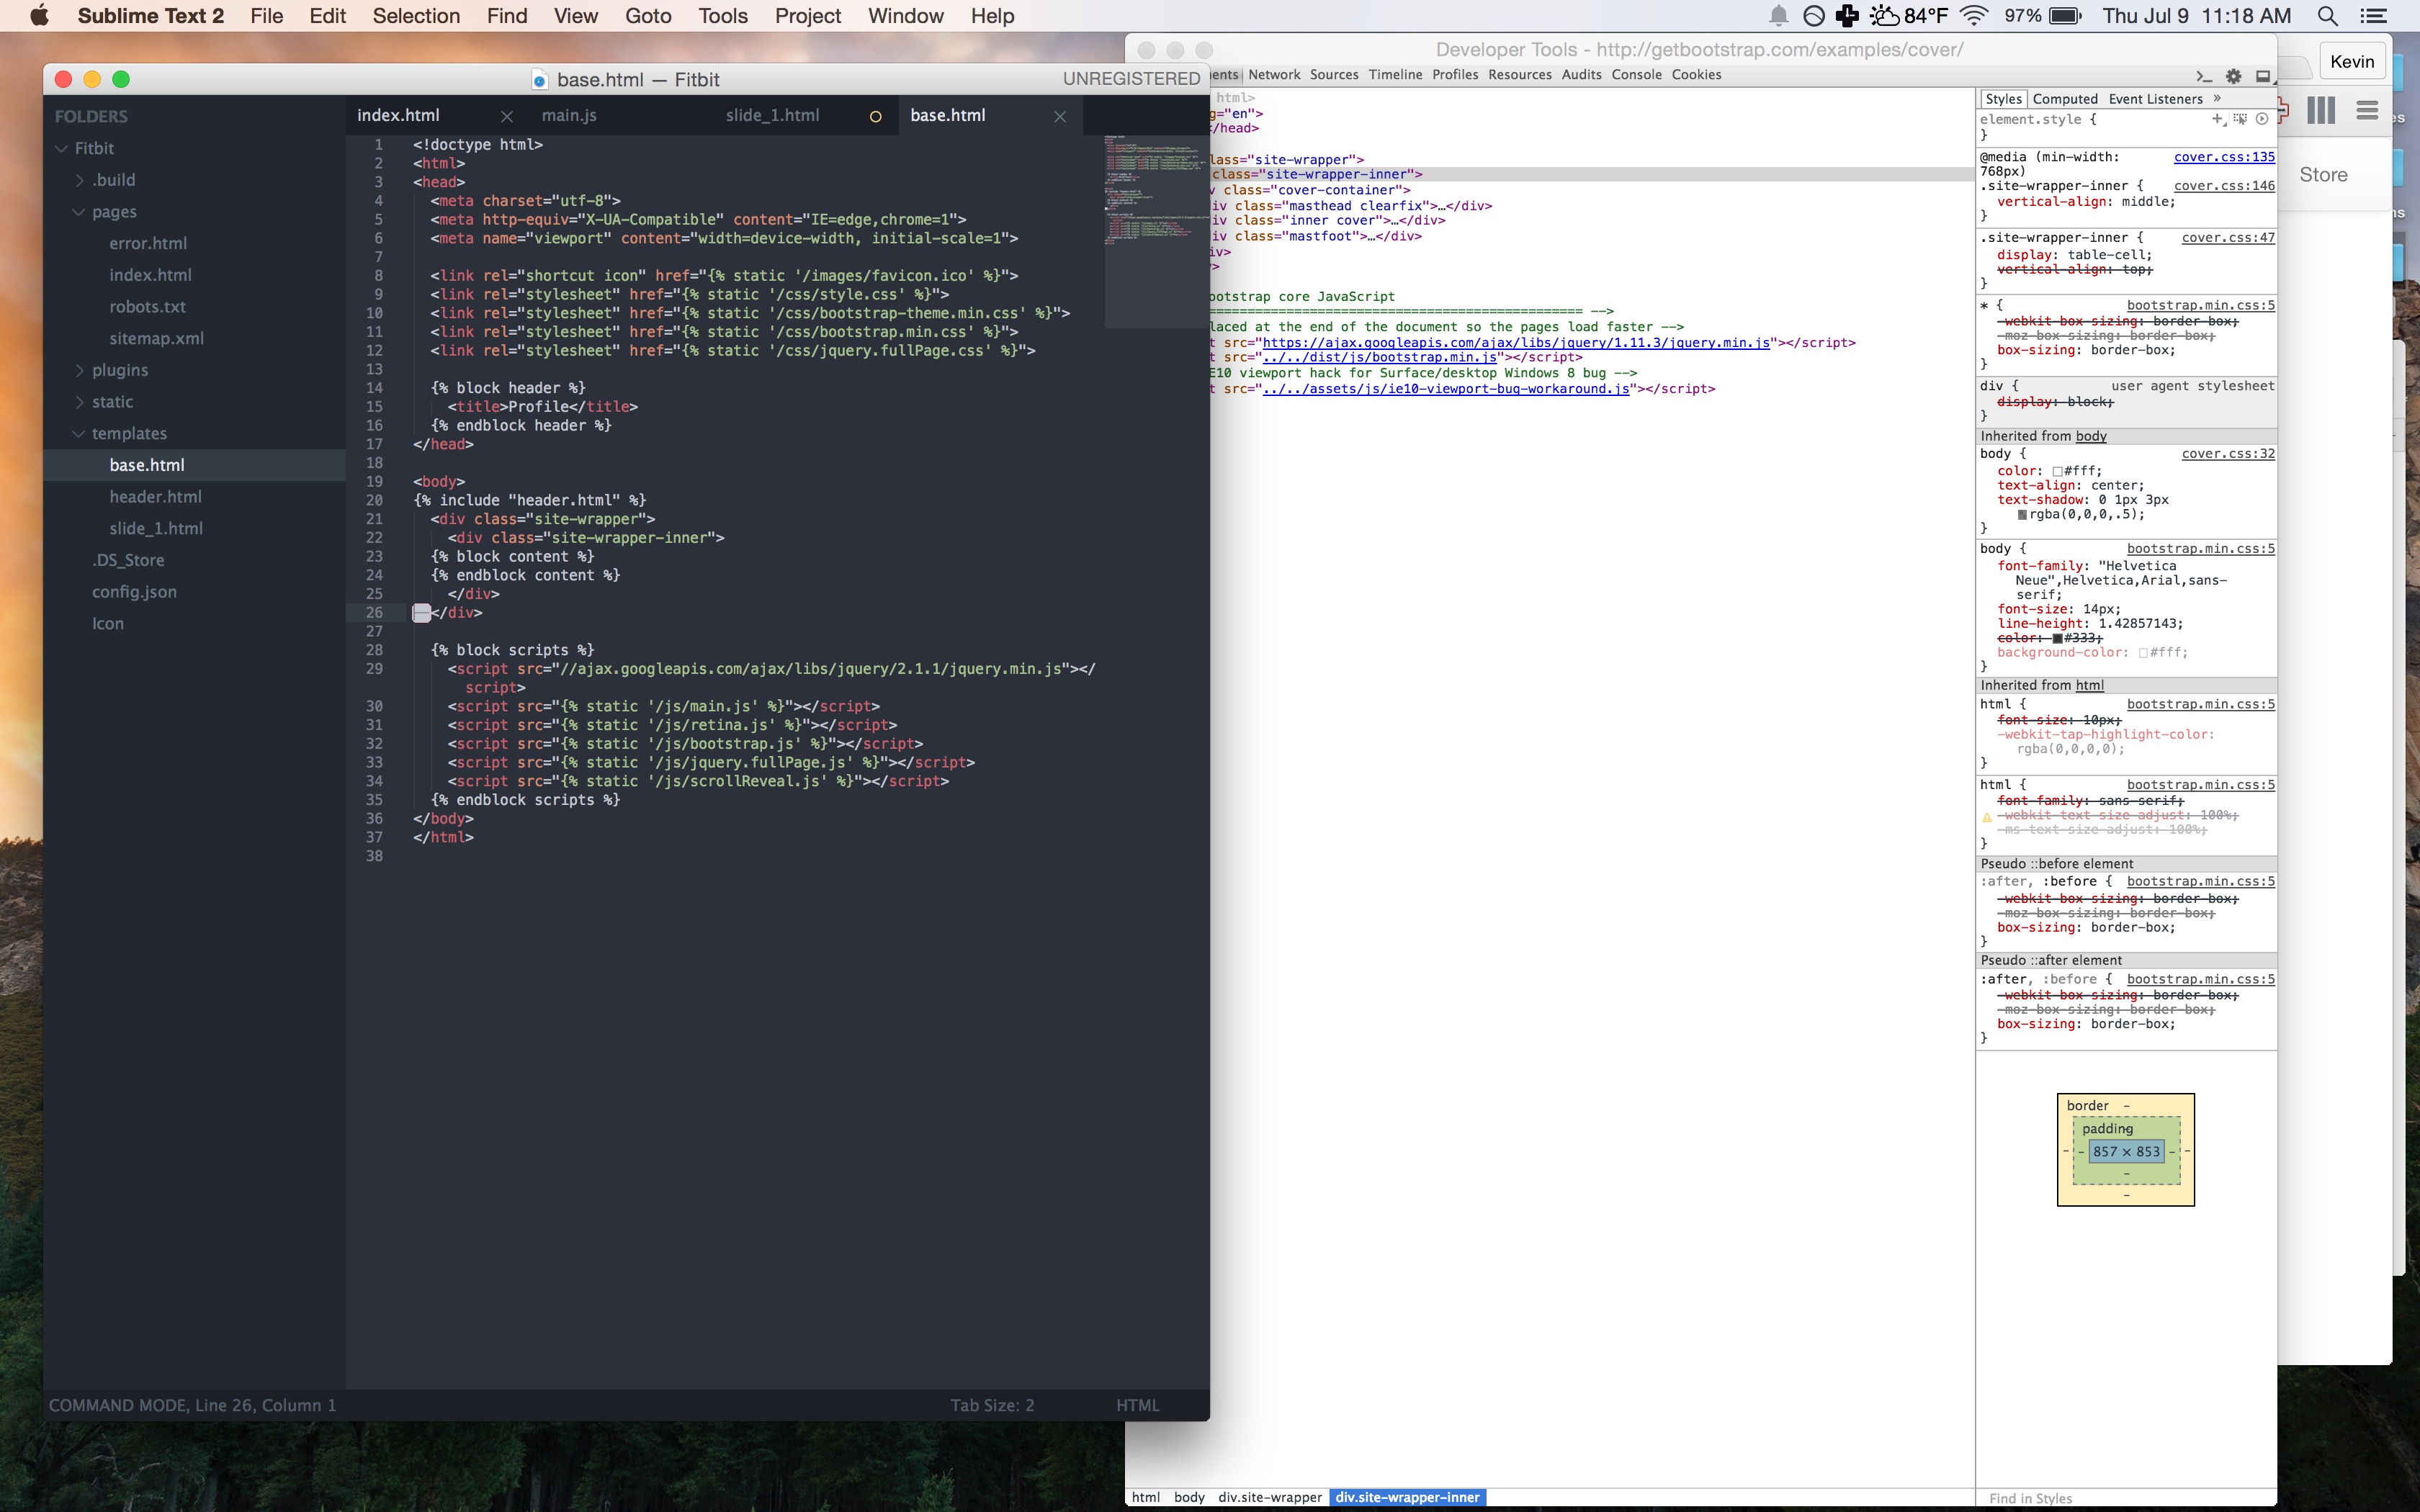 Sublime Text 2 File Edit Selection Find View Goto Tools Project Window Help
84°F 97% Thu Jul 9 11:18 AM
base.html — Fitbit
UNREGISTERED
FOLDERS
Fitbit
.build
pages
error.html
index.html
robots.txt
sitemap.xml
plugins
static
templates
base.html
header.html
slide_1.html
.DS_Store
config.json
Icon
index.html main.js slide_1.html base.html
1 <!doctype html>
2 <html>
3 <head>
4 <meta charset="utf-8">
5 <meta http-equiv="X-UA-Compatible" content="IE=edge,chrome=1">
6 <meta name="viewport" content="width=device-width, initial-scale=1">
7
8 <link rel="shortcut icon" href="{% static '/images/favicon.ico' %}">
9 <link rel="stylesheet" href="{% static '/css/style.css' %}">
10 <link rel="stylesheet" href="{% static '/css/bootstrap-theme.min.css' %}">
11 <link rel="stylesheet" href="{% static '/css/bootstrap.min.css' %}">
12 <link rel="stylesheet" href="{% static '/css/jquery.fullPage.css' %}">
13
14 {% block header %}
15 <title>Profile</title>
16 {% endblock header %}
17 </head>
18
19 <body>
20 {% include "header.html" %}
21 <div class="site-wrapper">
22 <div class="site-wrapper-inner">
23 {% block content %}
24 {% endblock content %}
25 </div>
26 </div>
27
28 {% block scripts %}
29 <script src="//ajax.googleapis.com/ajax/libs/jquery/2.1.1/jquery.min.js"></
script>
30 <script src="{% static '/js/main.js' %}"></script>
31 <script src="{% static '/js/retina.js' %}"></script>
32 <script src="{% static '/js/bootstrap.js' %}"></script>
33 <script src="{% static '/js/jquery.fullPage.js' %}"></script>
34 <script src="{% static '/js/scrollReveal.js' %}"></script>
35 {% endblock scripts %}
36 </body>
37 </html>
38
COMMAND MODE, Line 26, Column 1
Tab Size: 2
HTML
Developer Tools - http://getbootstrap.com/examples/cover/
ents Network Sources Timeline Profiles Resources Audits Console Cookies
html>
g="en">
/head>
lass="site-wrapper">
class="site-wrapper-inner">
v class="cover-container">
iv class="masthead clearfix">…</div>
iv class="inner cover">…</div>
iv class="mastfoot">…</div>
iv>
>
ootstrap core JavaScript
================================================ -->
laced at the end of the document so the pages load faster -->
t src="https://ajax.googleapis.com/ajax/libs/jquery/1.11.3/jquery.min.js"></script>
t src="../../dist/js/bootstrap.min.js"></script>
IE10 viewport hack for Surface/desktop Windows 8 bug -->
t src="../../assets/js/ie10-viewport-bug-workaround.js"></script>
html body div.site-wrapper div.site-wrapper-inner
Styles Computed Event Listeners »
element.style {
}
@media (min-width: 768px) cover.css:135
.site-wrapper-inner { cover.css:146
vertical-align: middle;
}
.site-wrapper-inner { cover.css:47
display: table-cell;
vertical-align: top;
}
* { bootstrap.min.css:5
-webkit-box-sizing: border-box;
-moz-box-sizing: border-box;
box-sizing: border-box;
}
div { user agent stylesheet
display: block;
}
Inherited from body
body { cover.css:32
color: #fff;
text-align: center;
text-shadow: 0 1px 3px
rgba(0,0,0,.5);
}
body { bootstrap.min.css:5
font-family: "Helvetica
Neue",Helvetica,Arial,sans-
serif;
font-size: 14px;
line-height: 1.42857143;
color: #333;
background-color: #fff;
}
Inherited from html
html { bootstrap.min.css:5
font-size: 10px;
-webkit-tap-highlight-color:
rgba(0,0,0,0);
}
html { bootstrap.min.css:5
font-family: sans-serif;
-webkit-text-size-adjust: 100%;
-ms-text-size-adjust: 100%;
}
Pseudo ::before element
:after, :before { bootstrap.min.css:5
-webkit-box-sizing: border-box;
-moz-box-sizing: border-box;
box-sizing: border-box;
}
Pseudo ::after element
:after, :before { bootstrap.min.css:5
-webkit-box-sizing: border-box;
-moz-box-sizing: border-box;
box-sizing: border-box;
}
border -
padding -
- - 857 × 853 - -
-
-
Find in Styles
Kevin
Store
es
ns